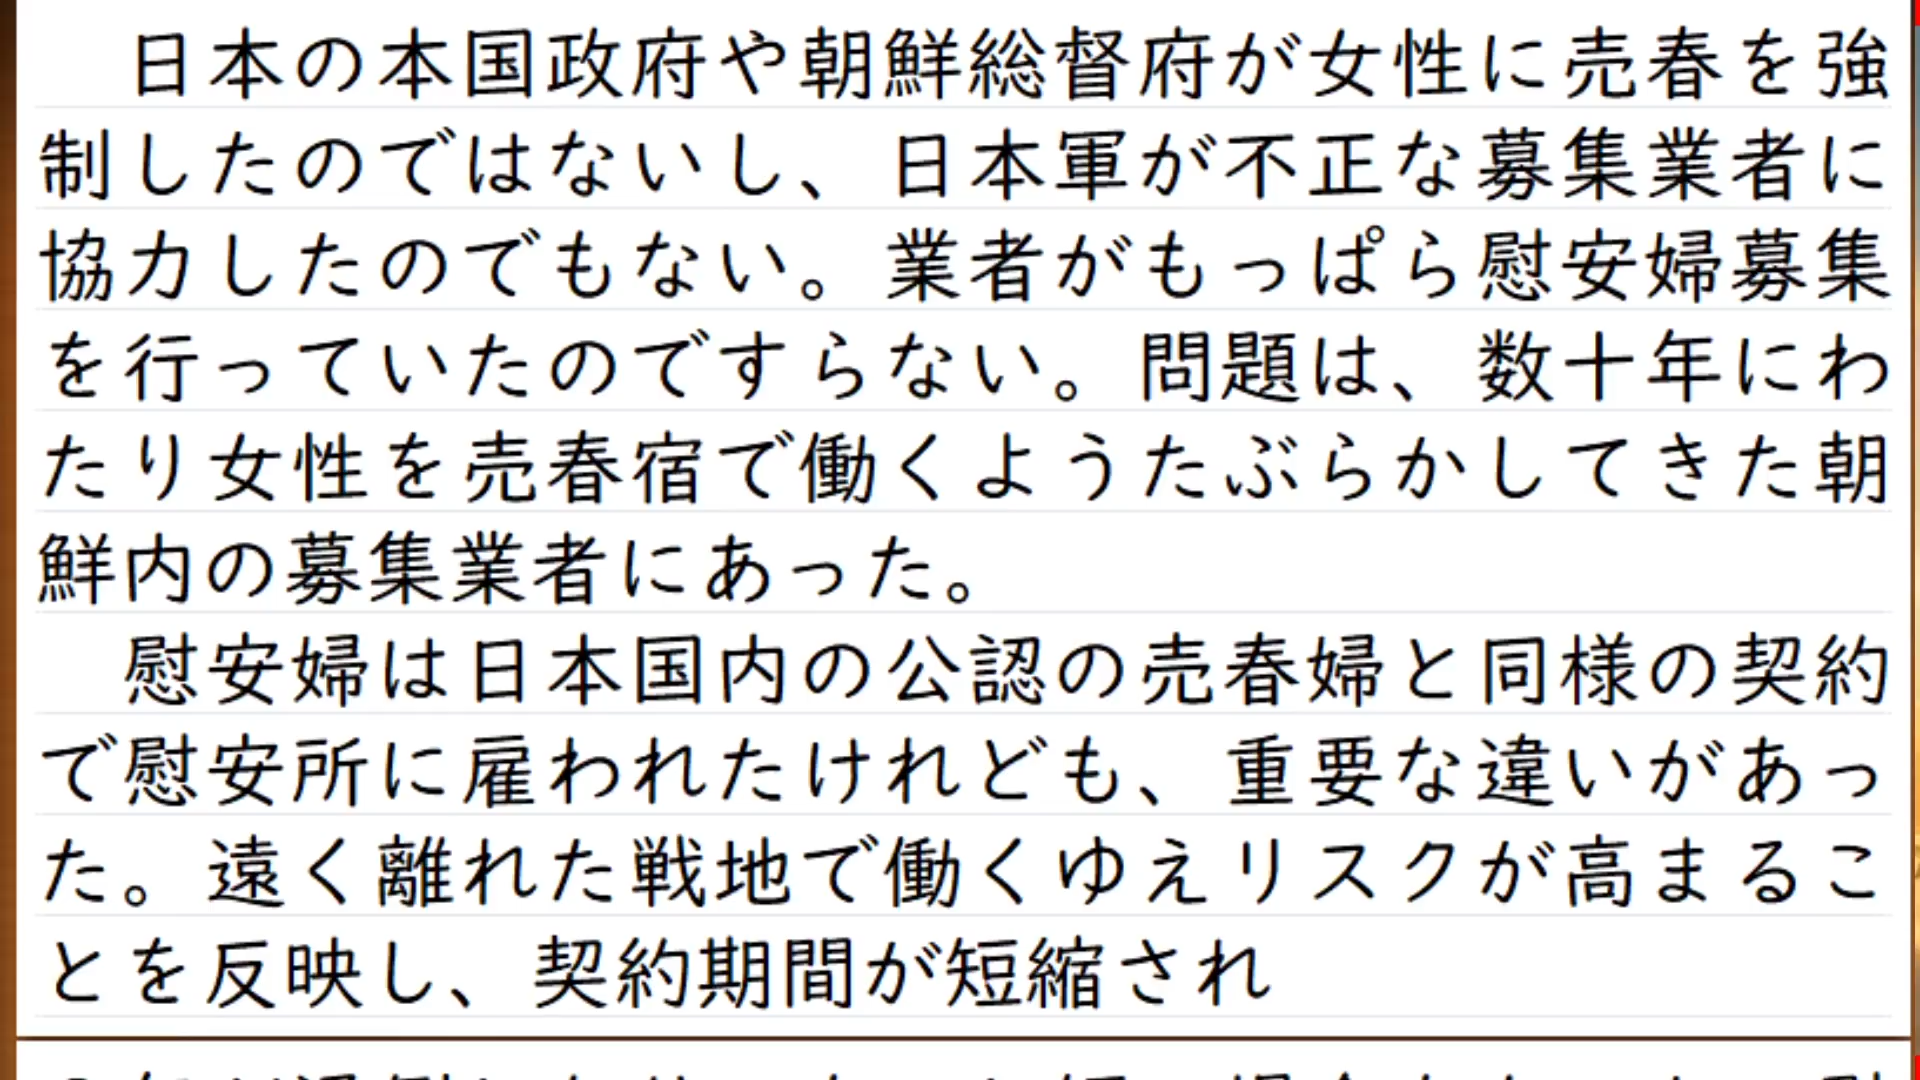 日本の本国政府や朝鮮総督府が女性に売春を強
制したのではないし、日本軍が不正な募集業者に
協力したのでもない。業者がもっぱら慰安婦募集
を行っていたのですらない。問題は、数十年にわ
たり女性を売春宿で働くようたぶらかしてきた朝
鮮内の募集業者にあった。
慰安婦は日本国内の公認の売春婦と同様の契約
で慰安所に雇われたけれども、重要な違いがあっ
た。遠く離れた戦地で働くゆえリスクが高まるこ
とを反映し、契約期間が短縮され